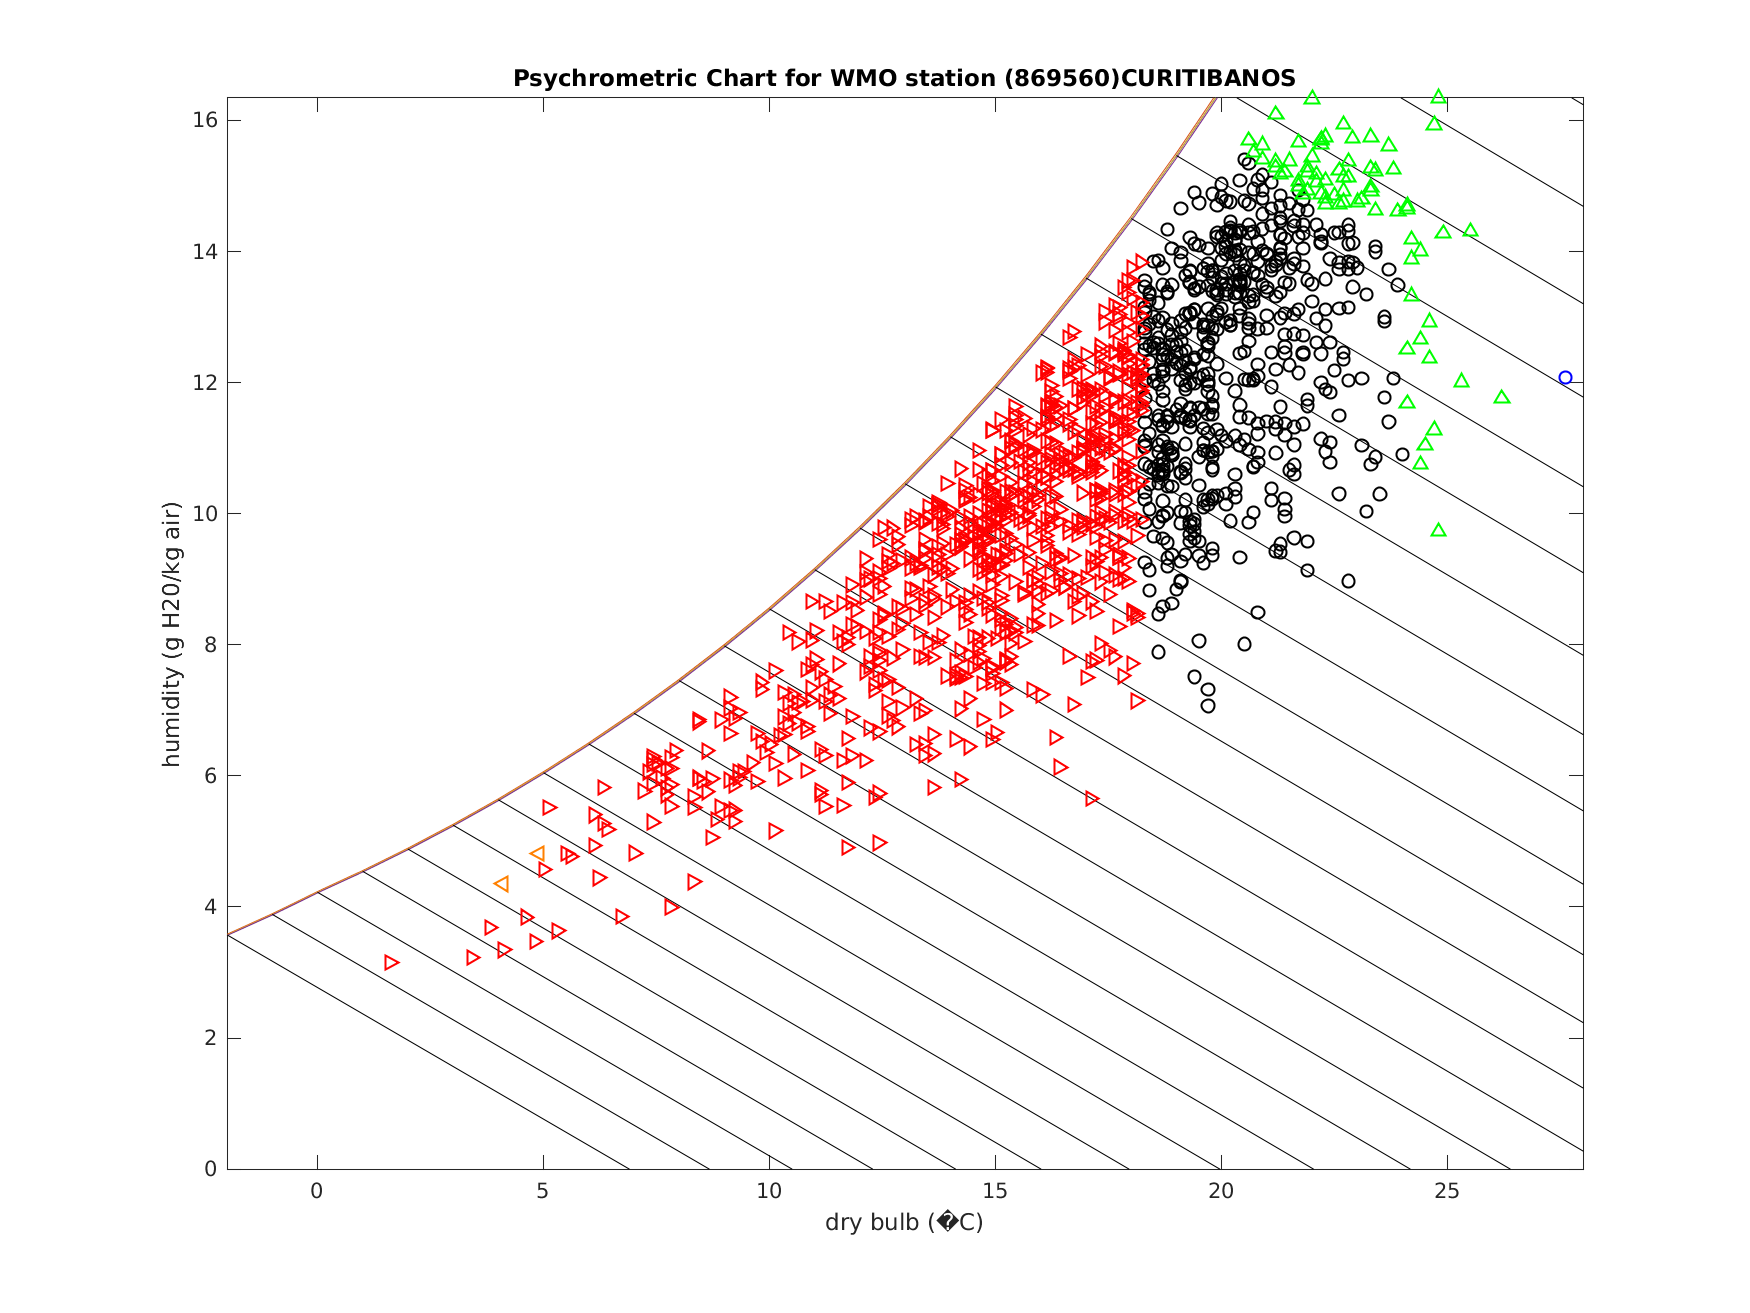 Psychrometric Chart for WMO station (869560)CURITIBANOS
16
14
12
10
8
6
4
2
0
humidity (g H20/kg air)
0 5 10 15 20 25
dry bulb (�C)